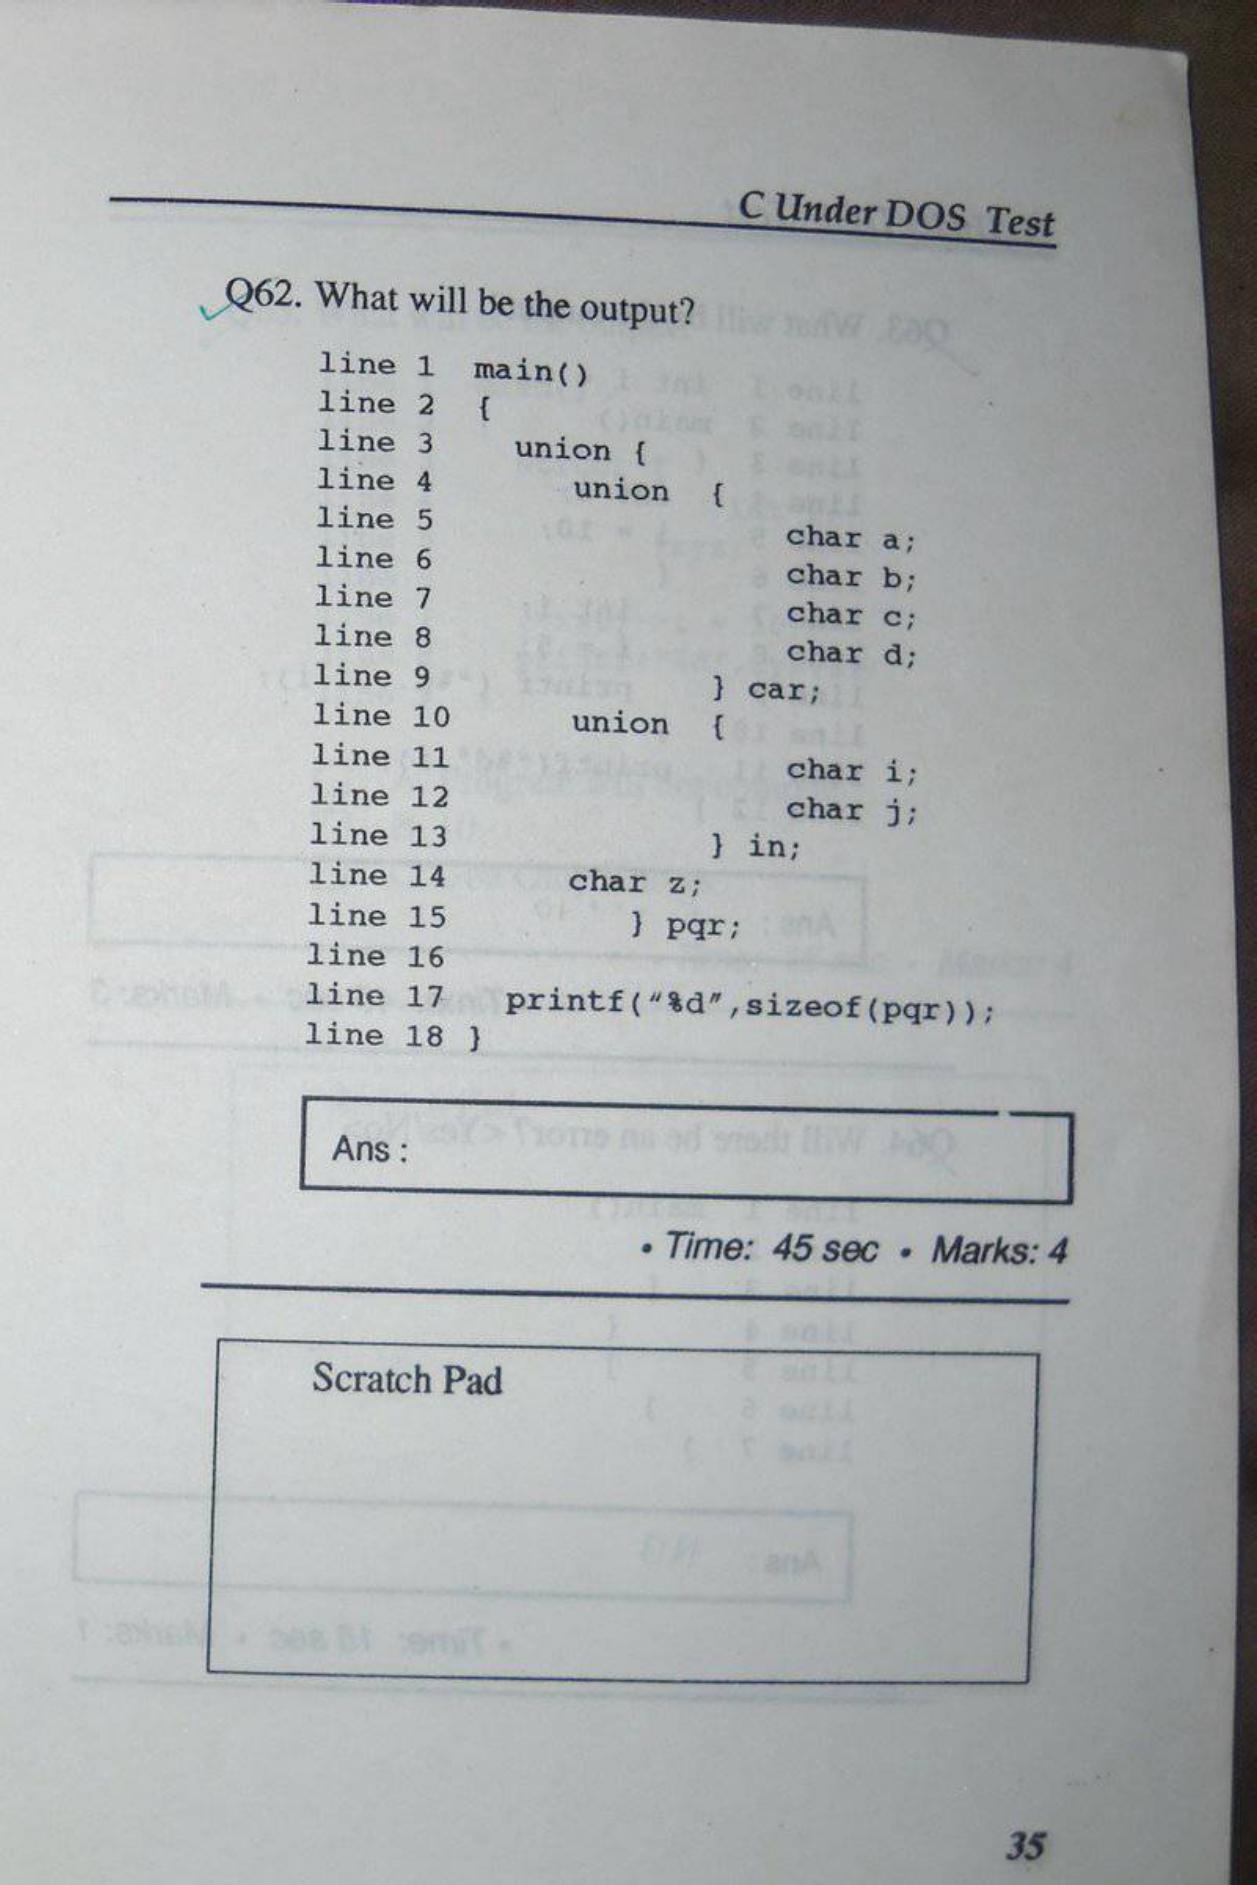 C Under DOS Test
Q62. What will be the output?
line 1 main()
line 2 {
line 3 union {
line 4 union {
line 5 char a;
line 6 char b;
line 7 char c;
line 8 char d;
line 9 } car;
line 10 union {
line 11 char i;
line 12 char j;
line 13 } in;
line 14 char z;
line 15 } pqr;
line 16
line 17 printf("%d",sizeof(pqr));
line 18 }
Ans :
• Time: 45 sec • Marks: 4
Scratch Pad
35